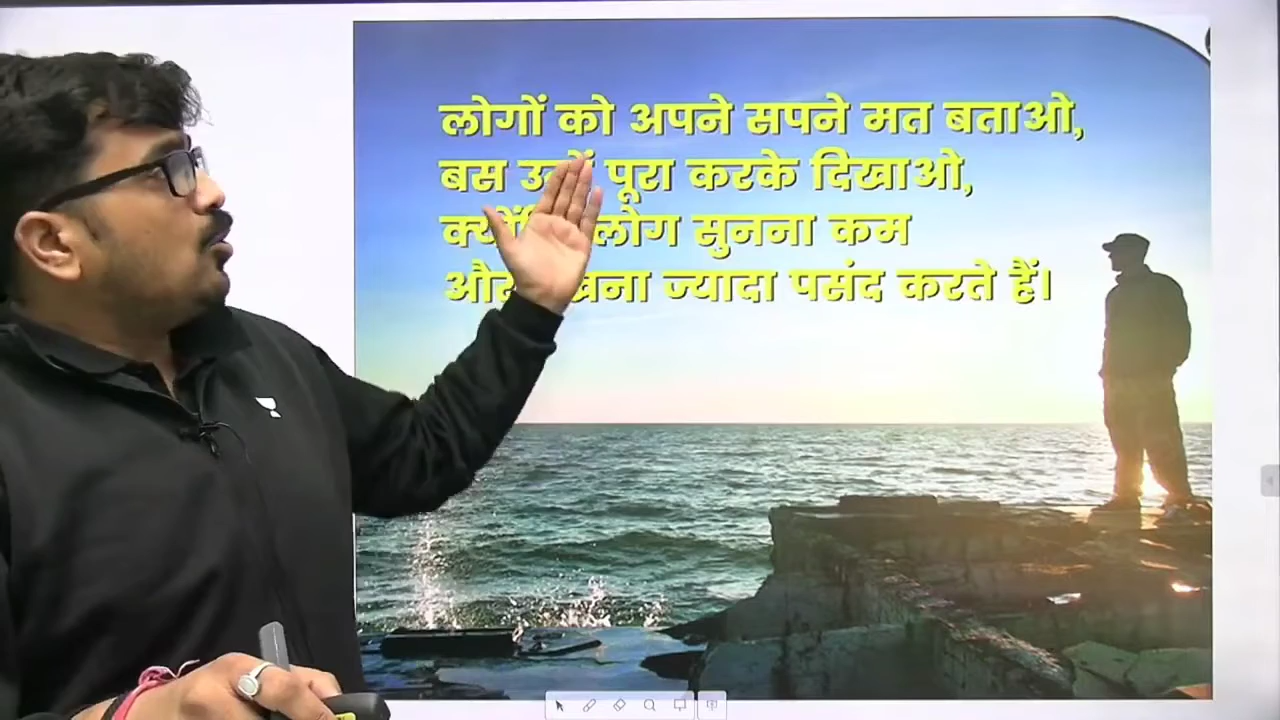 लोगों को अपने सपने मत बताओ,
बस पूरा करके दिखाओ,
लोग सुनना कम
ज्यादा पसंद करते हैं।